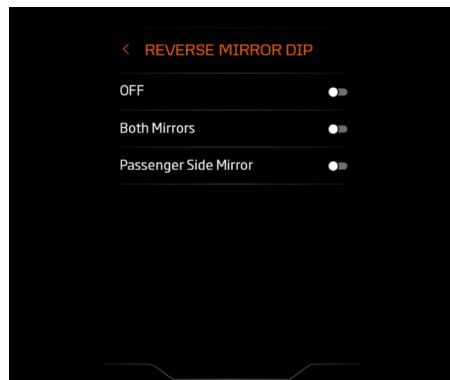 REVERSE MIRROR DIP
OFF
Both Mirrors
Passenger Side Mirror